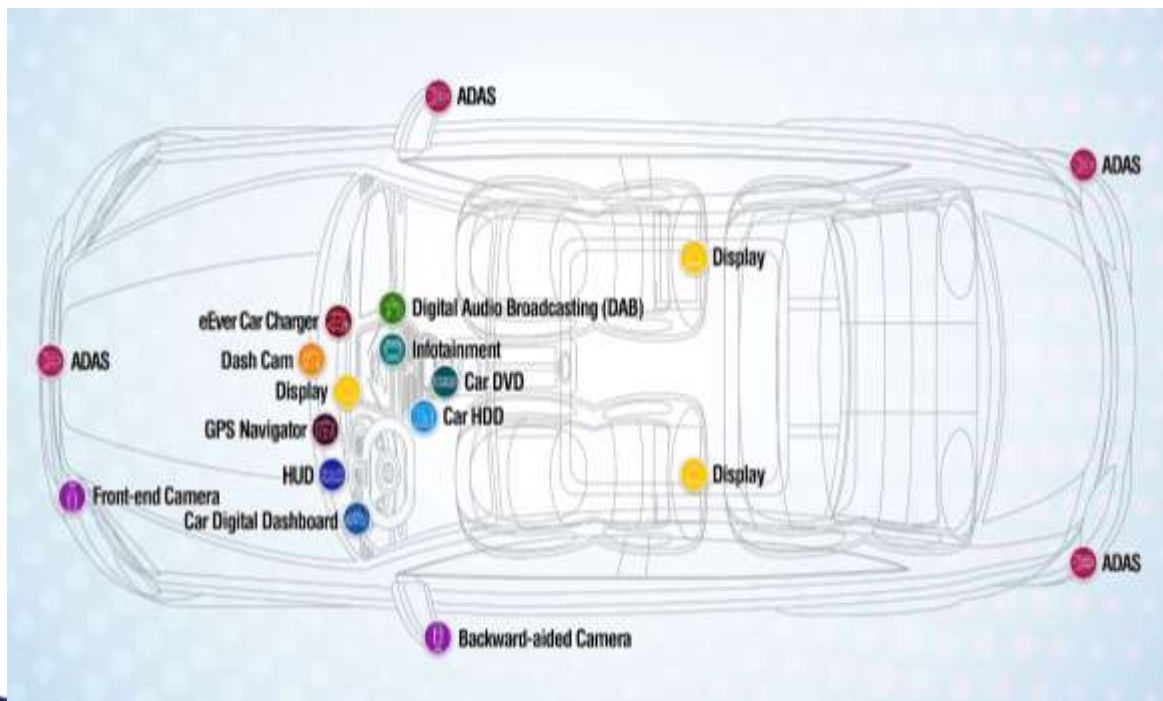 ADAS
ADAS
Display
Digital Audio Broadcasting (DAB)
eEver Car Charger
Infotainment
Dash Cam
ADAS
Car DVD
Display
Car HDD
GPS Navigator
HUD
Display
Front-end Camera
Car Digital Dashboard
ADAS
Backward-aided Camera